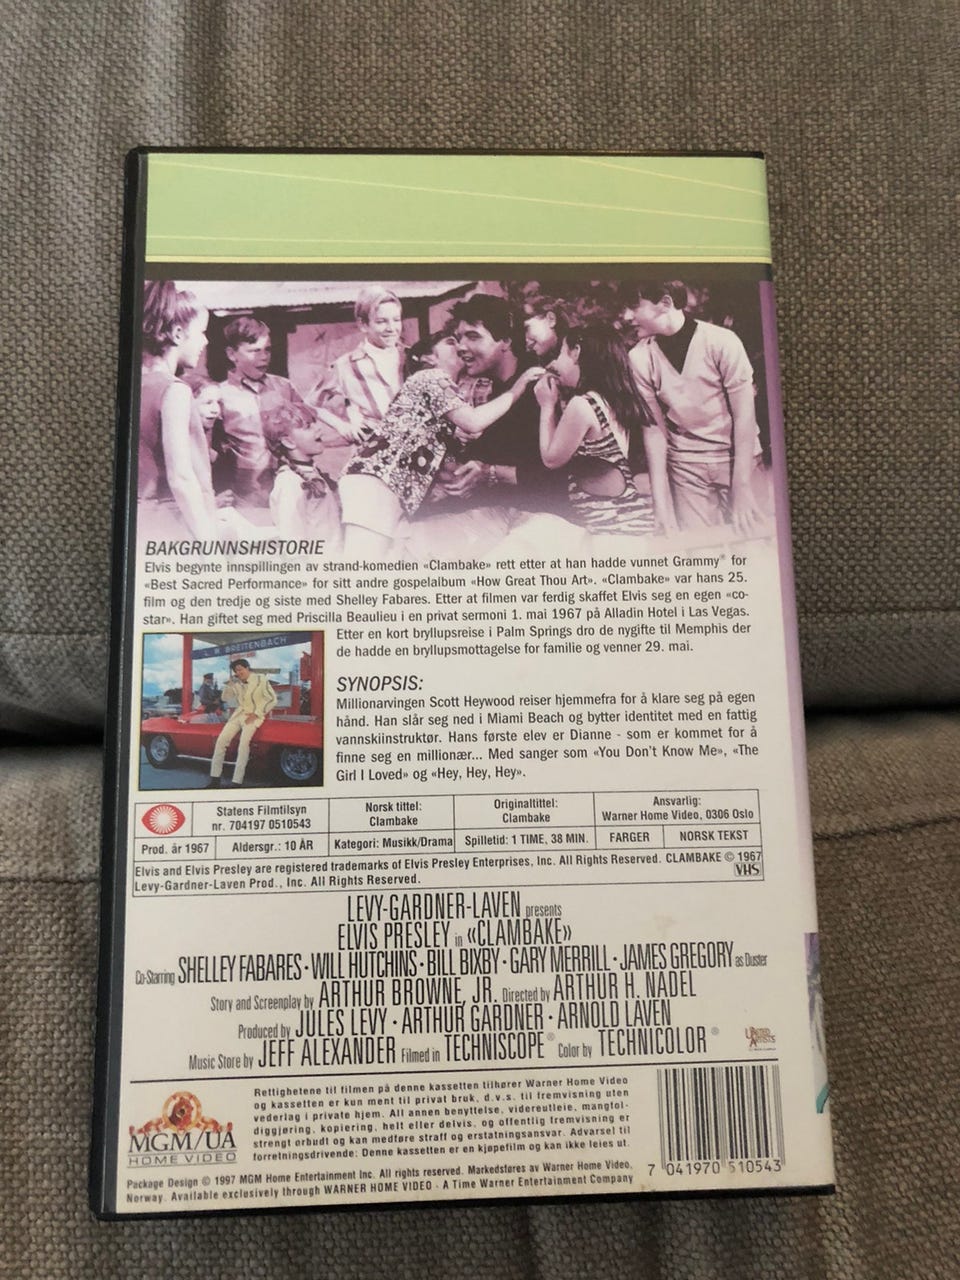 BAKGRUNNSHISTORIE
Elvis begynte innspillingen av strand-komedien «Clambake» rett etter at han hadde vunnet Grammy® for
«Best Sacred Performance» for sitt andre gospelalbum «How Great Thou Art». «Clambake» var hans 25.
film og den tredje og siste med Shelley Fabares. Etter at filmen var ferdig skaffet Elvis seg en egen «co-
star». Han giftet seg med Priscilla Beaulieu i en privat sermoni 1. mai 1967 på Alladin Hotel i Las Vegas.
Etter en kort bryllupsreise i Palm Springs dro de nygifte til Memphis der
de hadde en bryllupsmottagelse for familie og venner 29. mai.
L. R. BREITENBACH
SYNOPSIS:
Millionarvingen Scott Heywood reiser hjemmefra for å klare seg på egen
hånd. Han slår seg ned i Miami Beach og bytter identitet med en fattig
vannskiinstruktør. Hans første elev er Dianne - som er kommet for å
finne seg en millionær... Med sanger som «You Don't Know Me», «The
Girl I Loved» og «Hey, Hey, Hey».
Statens Filmtilsyn
nr. 704197 0510543
Norsk tittel:
Clambake
Originaltittel:
Clambake
Ansvarlig:
Warner Home Video, 0306 Oslo
Prod. år 1967
Aldersgr.: 10 ÅR
Kategori: Musikk/Drama
Spilletid: 1 TIME, 38 MIN.
FARGER
NORSK TEKST
Elvis and Elvis Presley are registered trademarks of Elvis Presley Enterprises, Inc. All Rights Reserved. CLAMBAKE © 1967
Levy-Gardner-Laven Prod., Inc. All Rights Reserved.
VHS
LEVY-GARDNER-LAVEN presents
ELVIS PRESLEY in «CLAMBAKE»
Co-Starring SHELLEY FABARES · WILL HUTCHINS · BILL BIXBY · GARY MERRILL · JAMES GREGORY as Duster
Story and Screenplay by ARTHUR BROWNE, JR. Directed by ARTHUR H. NADEL
Produced by JULES LEVY · ARTHUR GARDNER · ARNOLD LAVEN
Music Store by JEFF ALEXANDER Filmed in TECHNISCOPE® Color by TECHNICOLOR®
United Artists
MGM/UA
HOME VIDEO
Rettighetene til filmen på denne kassetten tilhører Warner Home Video
og kassetten er kun ment til privat bruk, d.v.s. til fremvisning uten
vederlag i private hjem. All annen benyttelse, videreutleie, mangfol-
diggjøring, kopiering, helt eller delvis, og offentlig fremvisning er
strengt orbudt og kan medføre straff og erstatningsansvar. Advarsel til
forretningsdrivende: Denne kassetten er en kjøpefilm og kan ikke leies ut.
Package Design © 1997 MGM Home Entertainment Inc. All rights reserved. Markedsføres av Warner Home Video,
Norway. Available exclusively through WARNER HOME VIDEO - A Time Warner Entertainment Company
7 041970 510543